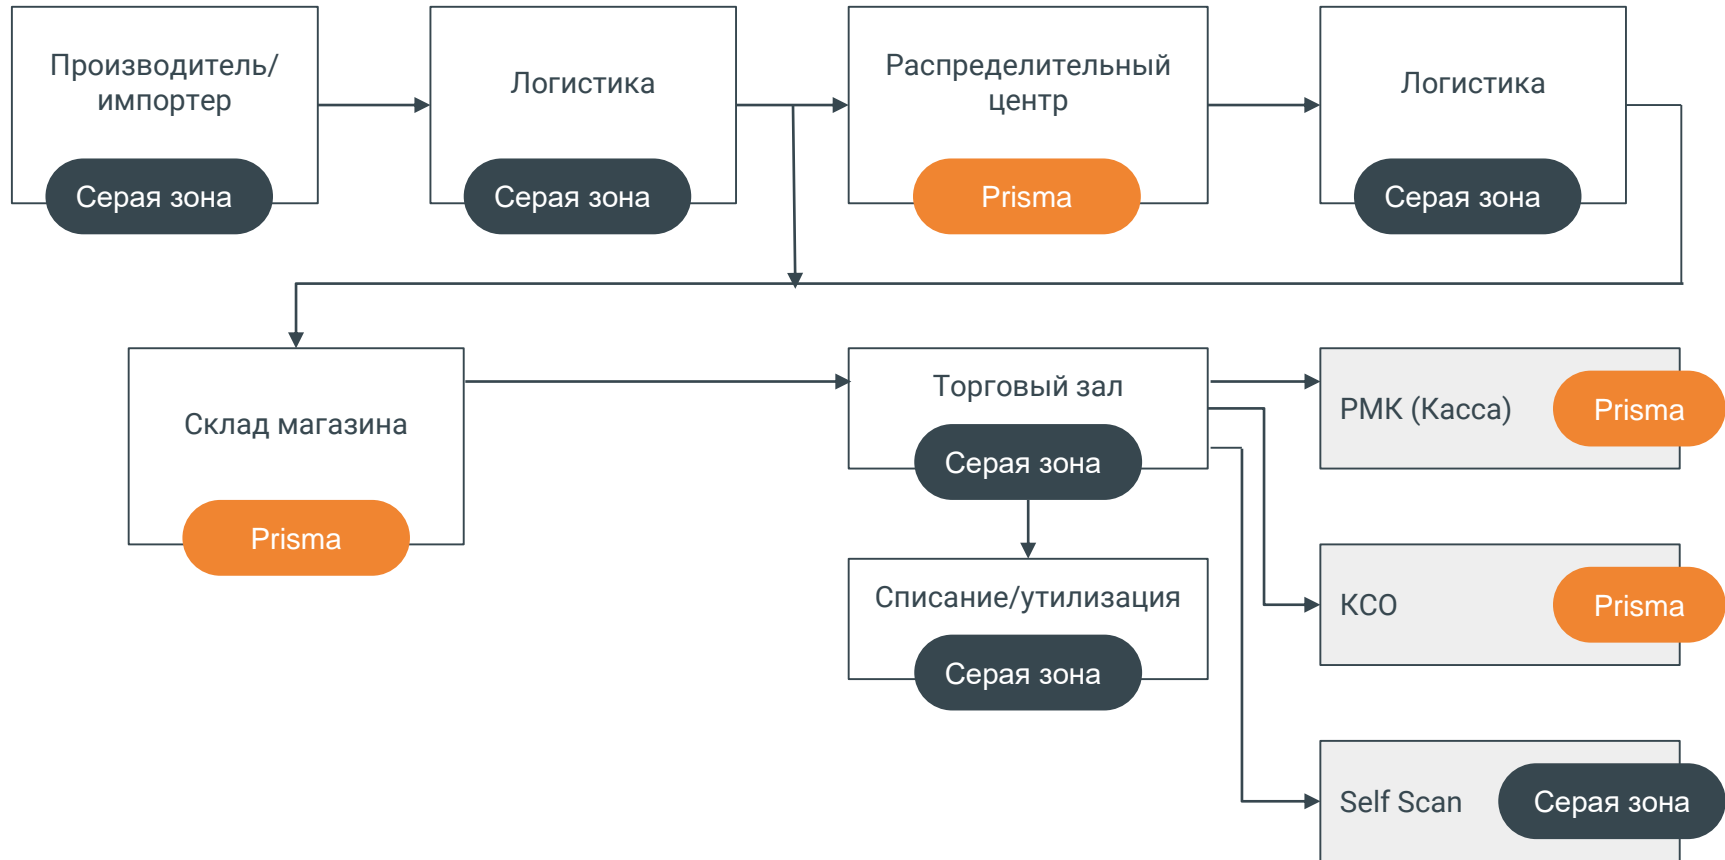 Производитель/
импортер
Серая зона
Логистика
Серая зона
Распределительный
центр
Prisma
Логистика
Серая зона
Склад магазина
Prisma
Торговый зал
Серая зона
Списание/утилизация
Серая зона
РМК (Касса)
Prisma
КСО
Prisma
Self Scan
Серая зона